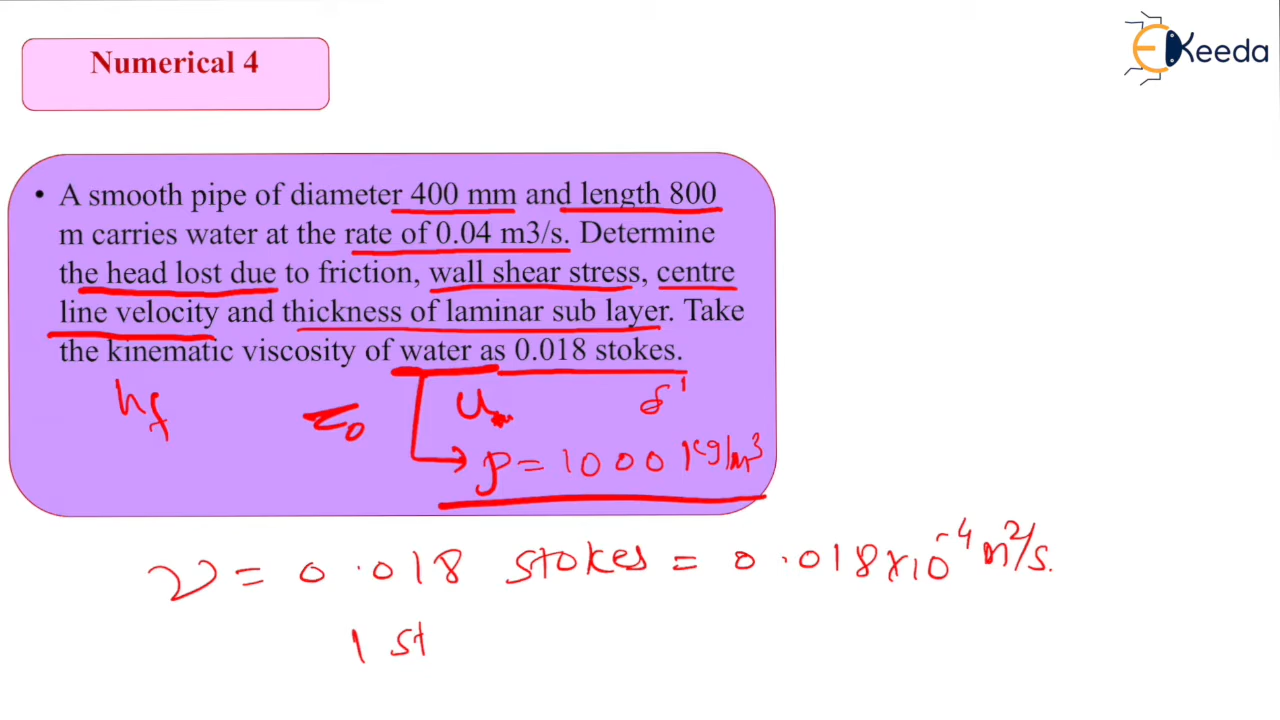 Numerical 4
EKeeda
• A smooth pipe of diameter 400 mm and length 800
m carries water at the rate of 0.04 m3/s. Determine
the head lost due to friction, wall shear stress, centre
line velocity and thickness of laminar sub layer. Take
the kinematic viscosity of water as 0.018 stokes.
hf τ0 u δ'
ρ = 1000 kg/m³
ν = 0.018 stokes = 0.018×10⁻⁴ m²/s.
1 st